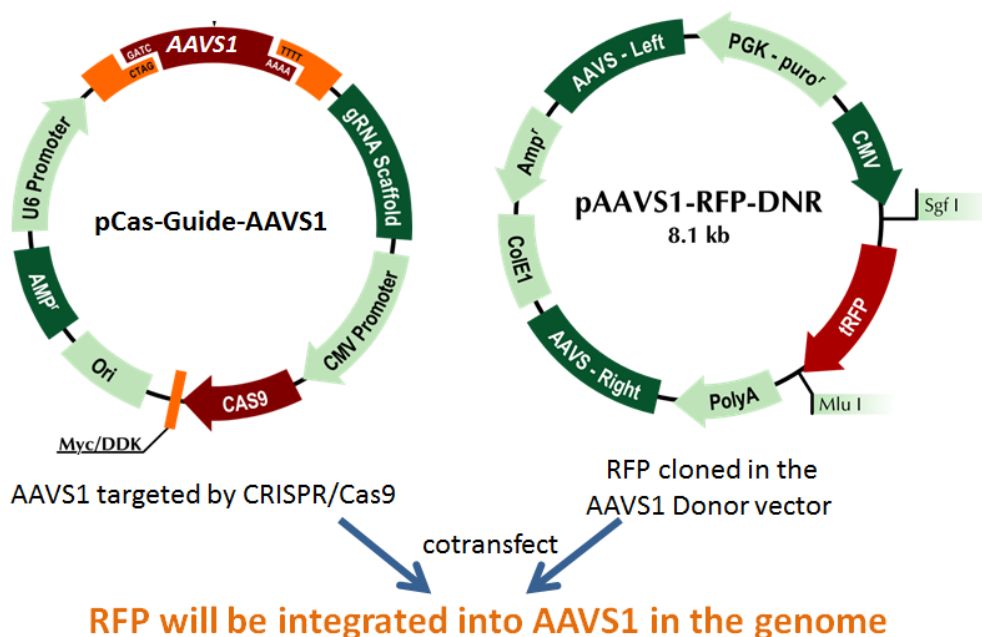 AAVS1
GATC
CTAG
TTTT
AAAA
U6 Promoter
gRNA Scaffold
pCas-Guide-AAVS1
AMPʳ
CMV Promoter
Ori
CAS9
Myc/DDK
AAVS1 targeted by CRISPR/Cas9
AAVS - Left
PGK - puroʳ
Ampʳ
CMV
pAAVS1-RFP-DNR
8.1 kb
Sgf I
ColE1
tRFP
AAVS - Right
PolyA
Mlu I
RFP cloned in the
AAVS1 Donor vector
cotransfect
RFP will be integrated into AAVS1 in the genome